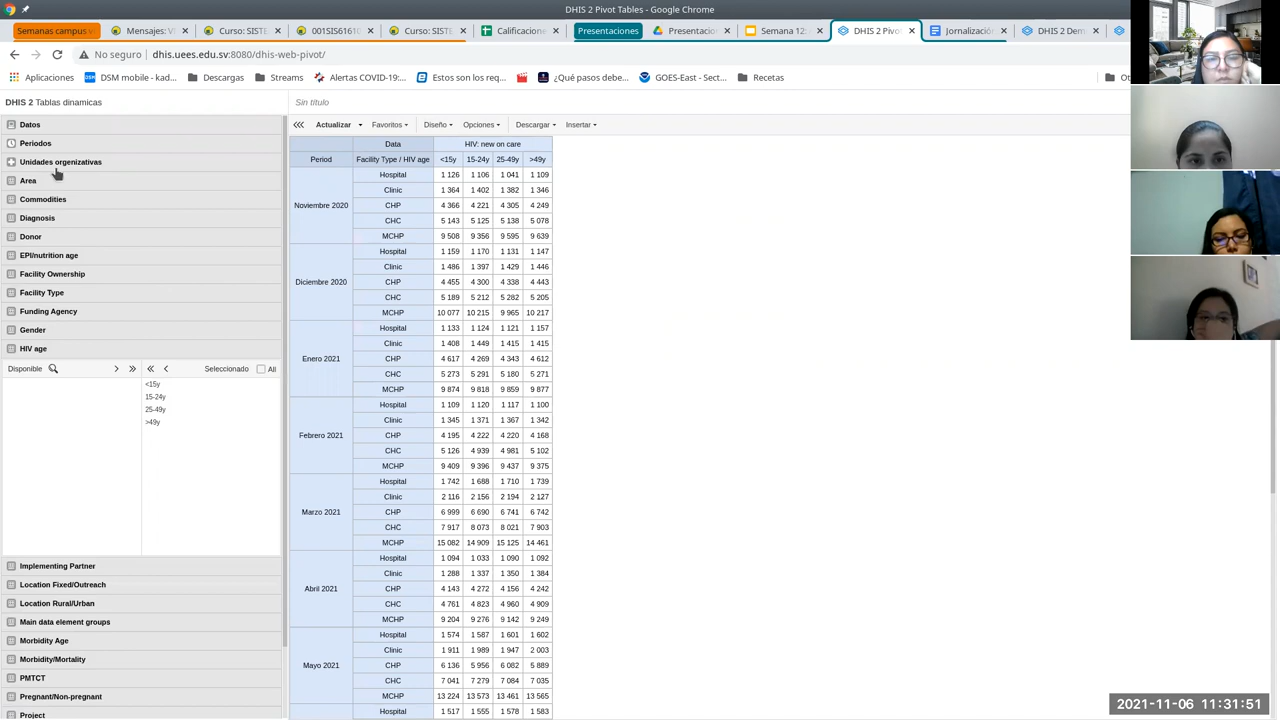 DHIS 2 Pivot Tables - Google Chrome
Semanas campus v
Mensajes: VI
Curso: SISTE
001SIS61610
Curso: SISTE
Calificacione
Presentaciones
Presentacio
Semana 12:
DHIS 2 Pivo
Jornalización
DHIS 2 Dem
No seguro
dhis.uees.edu.sv:8080/dhis-web-pivot/
Aplicaciones
DSM mobile - kad...
Descargas
Streams
Alertas COVID-19:...
Estos son los req...
¿Qué pasos debe...
GOES-East - Sect...
Recetas
Ot
DHIS 2 Tablas dinamicas
Sin título
Datos
Periodos
Unidades orgenizativas
Area
Commodities
Diagnosis
Donor
EPI/nutrition age
Facility Ownership
Facility Type
Funding Agency
Gender
HIV age
Disponible
Seleccionado
All
<15y
15-24y
25-49y
>49y
Implementing Partner
Location Fixed/Outreach
Location Rural/Urban
Main data element groups
Morbidity Age
Morbidity/Mortality
PMTCT
Pregnant/Non-pregnant
Project
Actualizar Favoritos Diseño Opciones Descargar Insertar
Data HIV: new on care
Period Facility Type / HIV age <15y 15-24y 25-49y >49y
Noviembre 2020
Hospital 1 126 1 106 1 041 1 109
Clinic 1 364 1 402 1 382 1 346
CHP 4 366 4 221 4 305 4 249
CHC 5 143 5 125 5 138 5 078
MCHP 9 508 9 356 9 595 9 639
Diciembre 2020
Hospital 1 159 1 170 1 131 1 147
Clinic 1 486 1 397 1 429 1 446
CHP 4 455 4 300 4 338 4 443
CHC 5 189 5 212 5 282 5 205
MCHP 10 077 10 215 9 965 10 217
Enero 2021
Hospital 1 133 1 124 1 121 1 157
Clinic 1 408 1 449 1 415 1 415
CHP 4 617 4 269 4 343 4 612
CHC 5 273 5 291 5 180 5 271
MCHP 9 874 9 818 9 859 9 877
Febrero 2021
Hospital 1 109 1 120 1 117 1 100
Clinic 1 345 1 371 1 367 1 342
CHP 4 195 4 222 4 220 4 168
CHC 5 126 4 939 4 981 5 102
MCHP 9 409 9 396 9 437 9 375
Marzo 2021
Hospital 1 742 1 688 1 710 1 739
Clinic 2 116 2 156 2 194 2 127
CHP 6 999 6 690 6 741 6 742
CHC 7 917 8 073 8 021 7 903
MCHP 15 082 14 909 15 125 14 461
Abril 2021
Hospital 1 094 1 033 1 090 1 092
Clinic 1 288 1 337 1 350 1 384
CHP 4 143 4 272 4 156 4 242
CHC 4 761 4 823 4 960 4 909
MCHP 9 204 9 276 9 142 9 249
Mayo 2021
Hospital 1 574 1 587 1 601 1 602
Clinic 1 911 1 989 1 947 2 003
CHP 6 136 5 956 6 082 5 889
CHC 7 041 7 279 7 084 7 035
MCHP 13 224 13 573 13 461 13 565
Hospital 1 517 1 555 1 578 1 583
2021-11-06 11:31:51